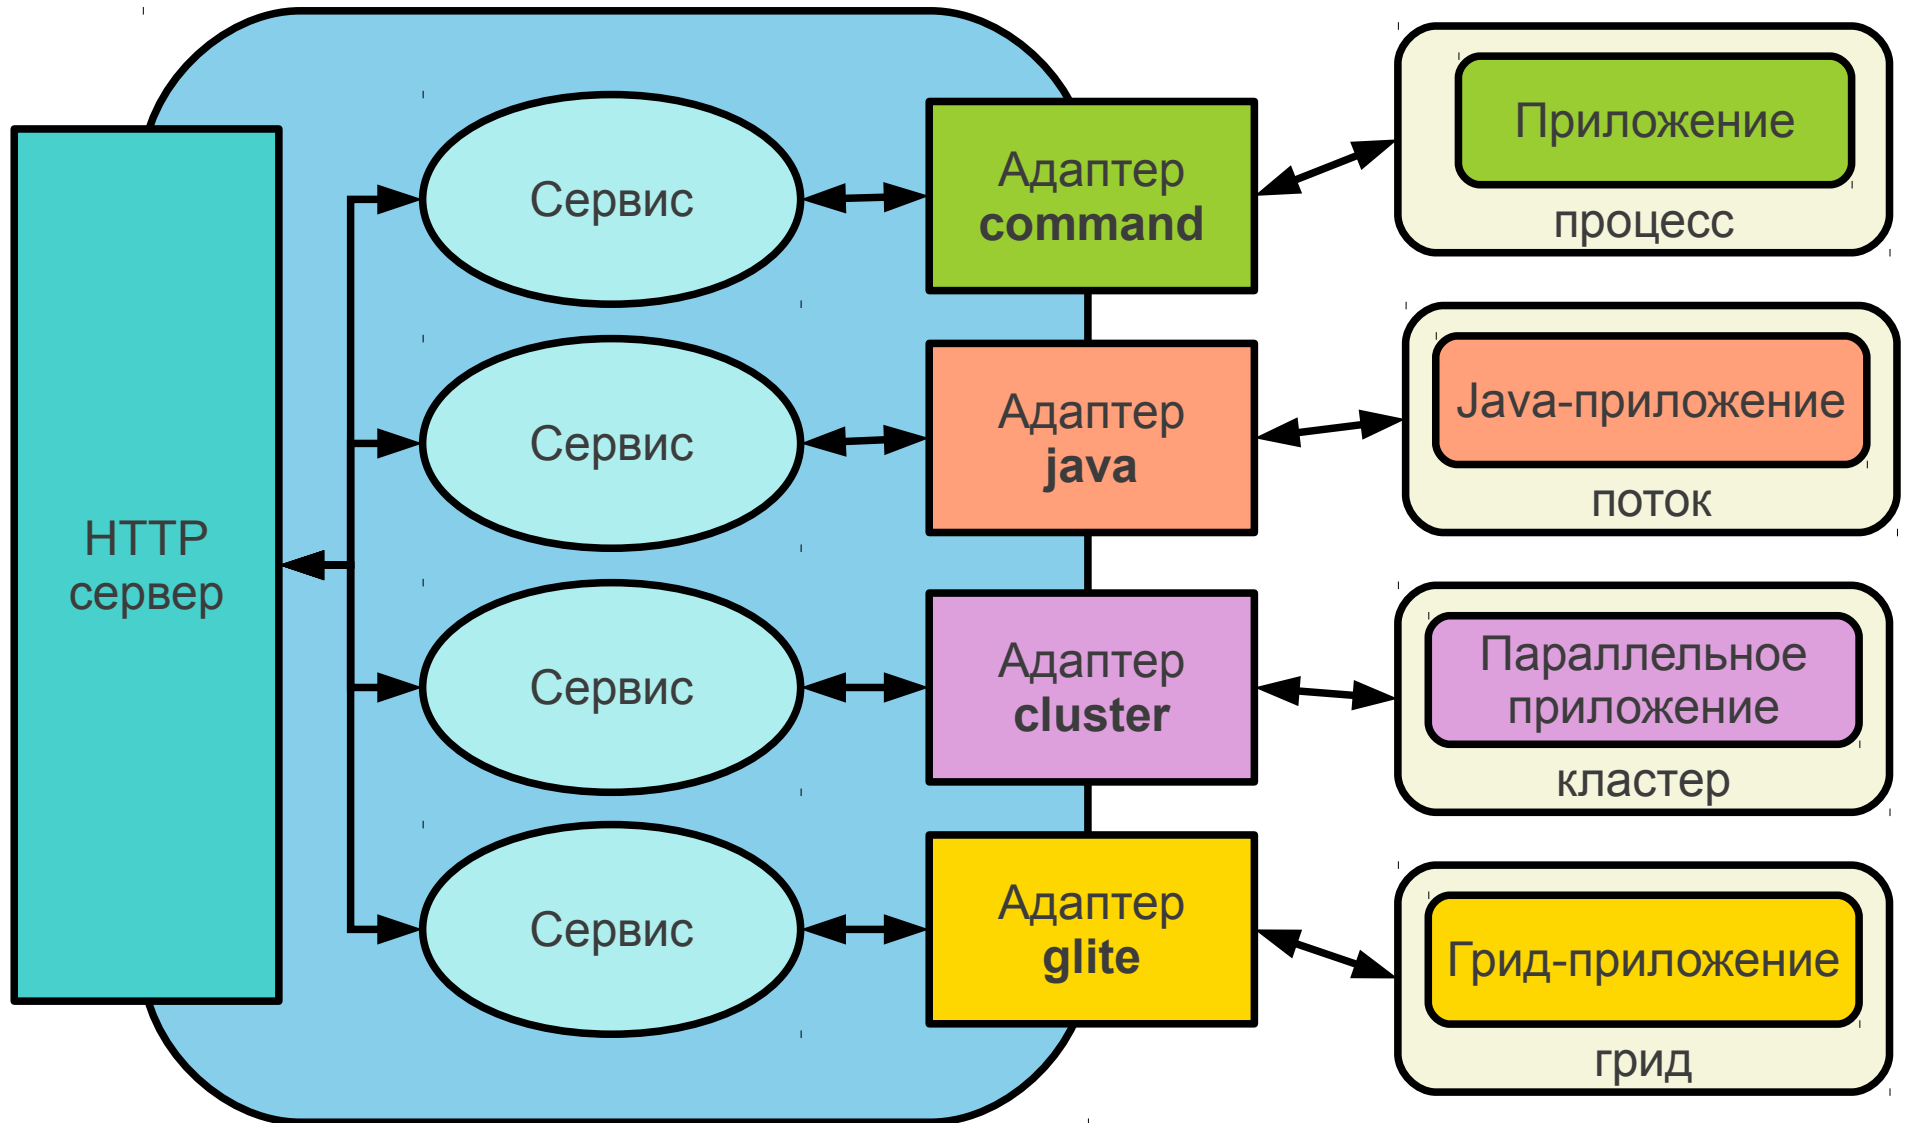 HTTP
сервер
Сервис
Адаптер
command
Приложение
процесс
Сервис
Адаптер
java
Java-приложение
поток
Сервис
Адаптер
cluster
Параллельное
приложение
кластер
Сервис
Адаптер
glite
Грид-приложение
грид